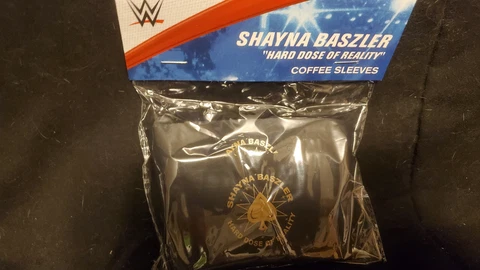 SHAYNA BASZLER
"HARD DOSE OF REALITY"
COFFEE SLEEVES
SHAYNA BASZLER
HARD DOSE OF REALITY